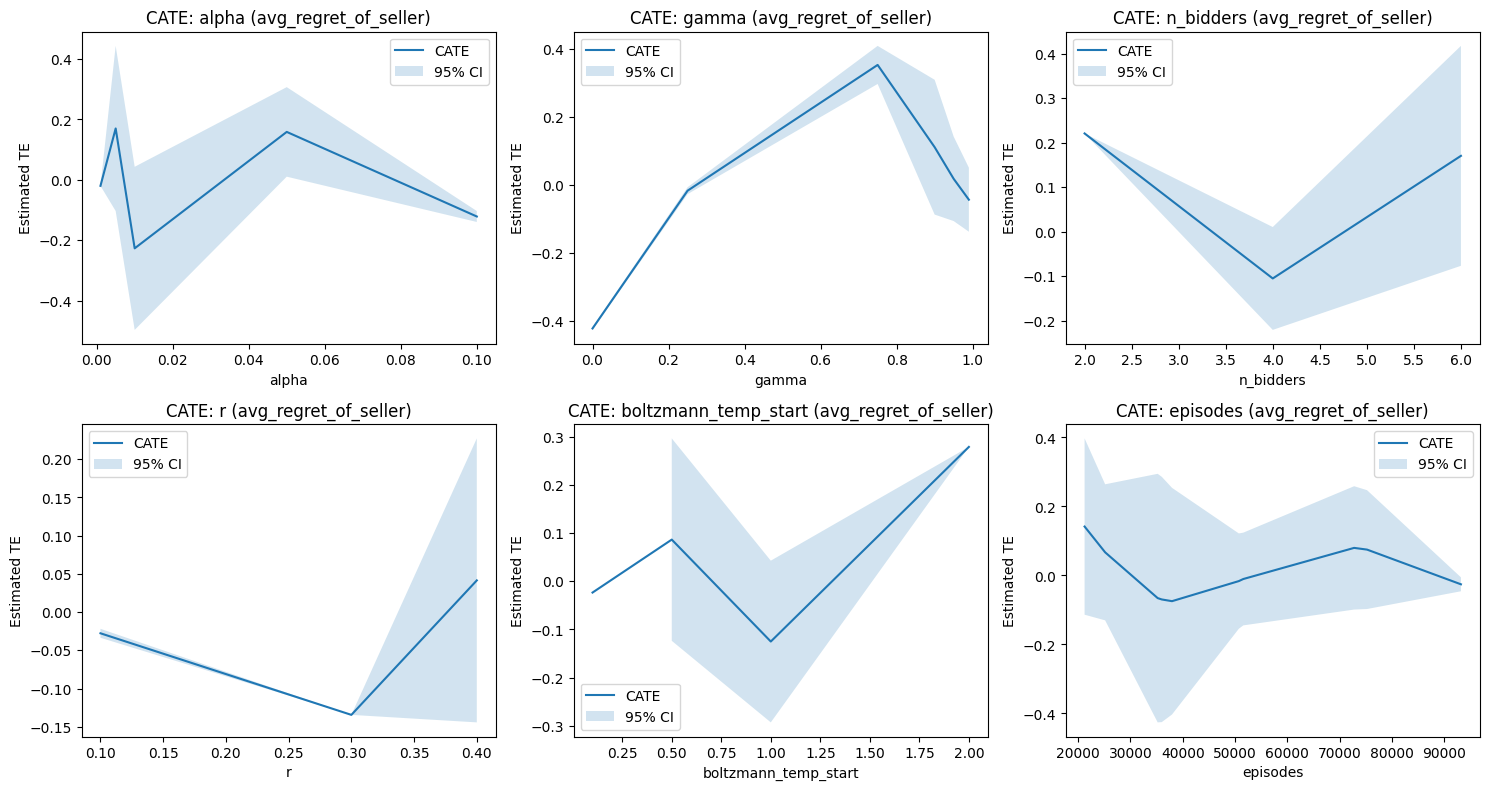 CATE: alpha (avg_regret_of_seller)
Estimated TE
0.4
0.2
0.0
−0.2
−0.4
CATE
95% CI
0.00 0.02 0.04 0.06 0.08 0.10
alpha
CATE: gamma (avg_regret_of_seller)
Estimated TE
0.4
0.2
0.0
−0.2
−0.4
CATE
95% CI
0.0 0.2 0.4 0.6 0.8 1.0
gamma
CATE: n_bidders (avg_regret_of_seller)
Estimated TE
0.4
0.3
0.2
0.1
0.0
−0.1
−0.2
CATE
95% CI
2.0 2.5 3.0 3.5 4.0 4.5 5.0 5.5 6.0
n_bidders
CATE: r (avg_regret_of_seller)
Estimated TE
0.20
0.15
0.10
0.05
0.00
−0.05
−0.10
−0.15
CATE
95% CI
0.10 0.15 0.20 0.25 0.30 0.35 0.40
r
CATE: boltzmann_temp_start (avg_regret_of_seller)
Estimated TE
0.3
0.2
0.1
0.0
−0.1
−0.2
−0.3
CATE
95% CI
0.25 0.50 0.75 1.00 1.25 1.50 1.75 2.00
boltzmann_temp_start
CATE: episodes (avg_regret_of_seller)
Estimated TE
0.4
0.2
0.0
−0.2
−0.4
CATE
95% CI
20000 30000 40000 50000 60000 70000 80000 90000
episodes